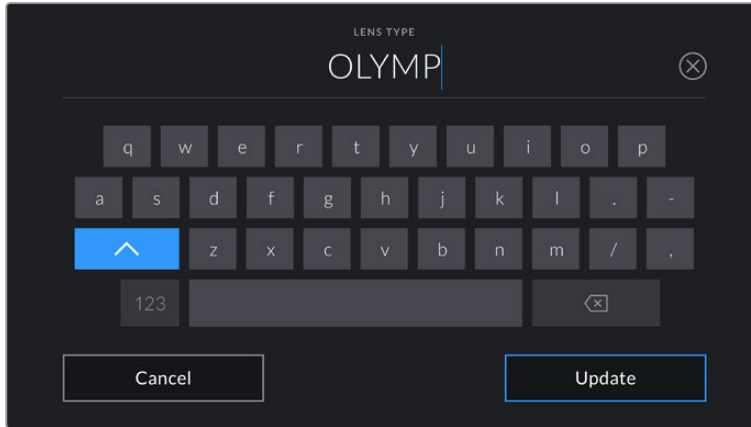 LENS TYPE
OLYMP
q w e r t y u i o p
a s d f g h j k l . -
z x c v b n m / ,
123
Cancel Update